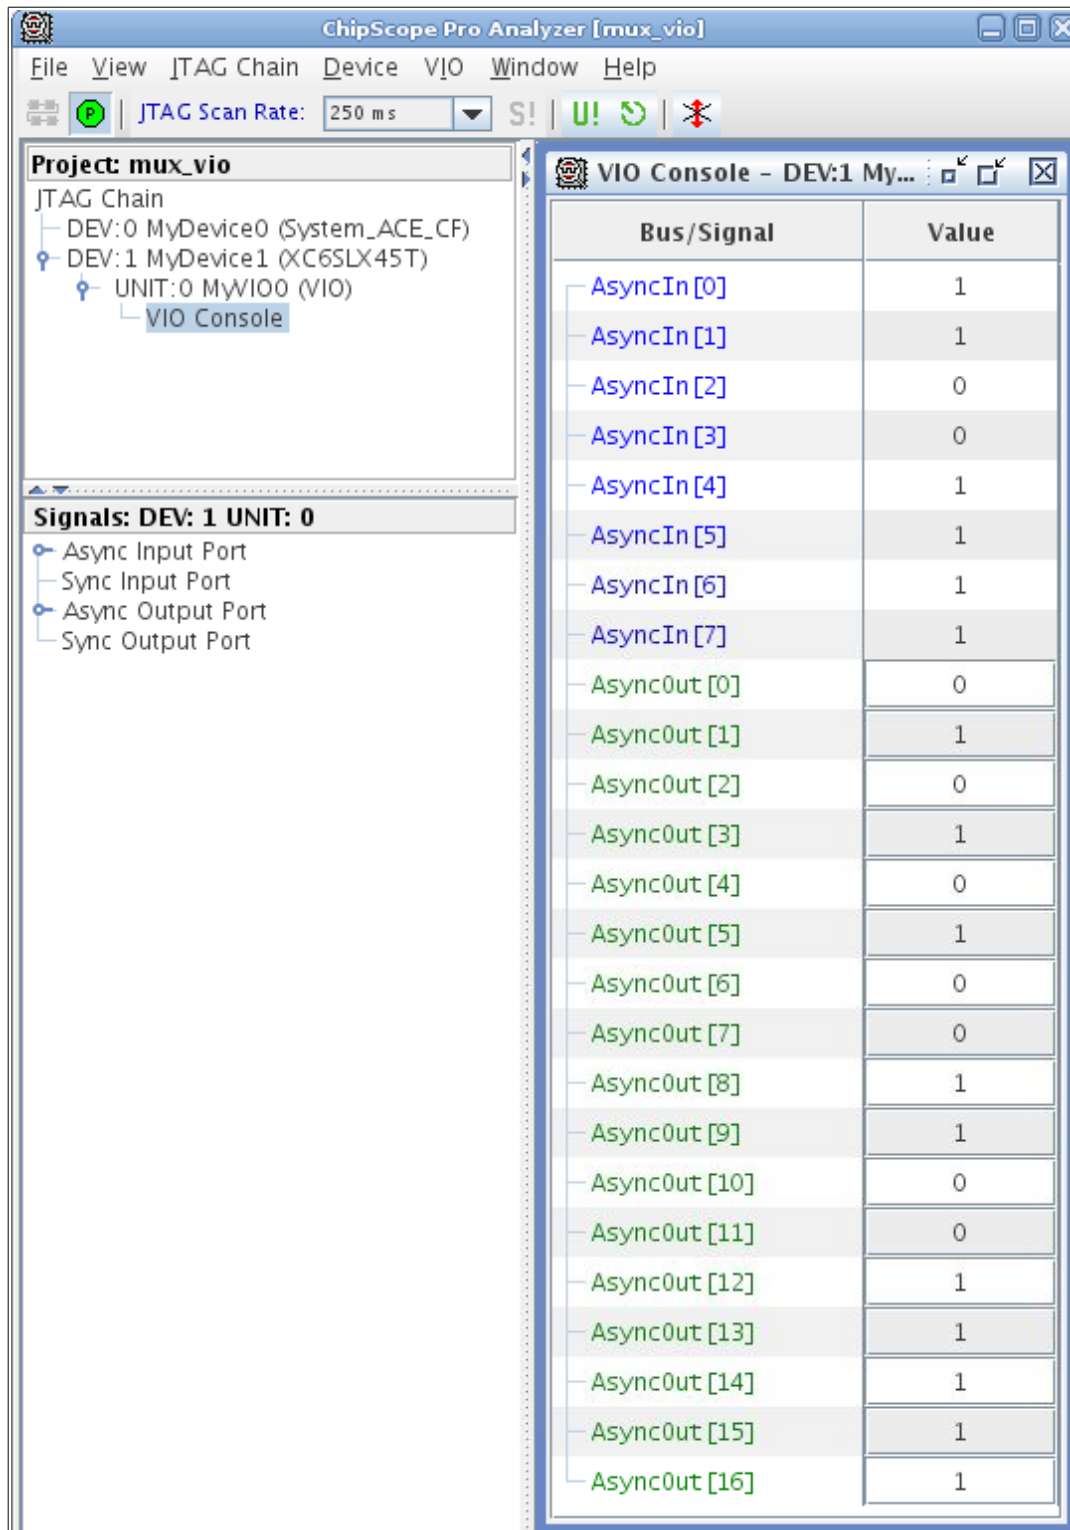 ChipScope Pro Analyzer [mux_vio]
File View JTAG Chain Device VIO Window Help
P JTAG Scan Rate: 250 ms S! U!
Project: mux_vio
JTAG Chain
DEV:0 MyDevice0 (System_ACE_CF)
DEV:1 MyDevice1 (XC6SLX45T)
UNIT:0 MyVIO0 (VIO)
VIO Console
Signals: DEV: 1 UNIT: 0
Async Input Port
Sync Input Port
Async Output Port
Sync Output Port
VIO Console - DEV:1 My...
Bus/Signal Value
AsyncIn[0] 1
AsyncIn[1] 1
AsyncIn[2] 0
AsyncIn[3] 0
AsyncIn[4] 1
AsyncIn[5] 1
AsyncIn[6] 1
AsyncIn[7] 1
AsyncOut[0] 0
AsyncOut[1] 1
AsyncOut[2] 0
AsyncOut[3] 1
AsyncOut[4] 0
AsyncOut[5] 1
AsyncOut[6] 0
AsyncOut[7] 0
AsyncOut[8] 1
AsyncOut[9] 1
AsyncOut[10] 0
AsyncOut[11] 0
AsyncOut[12] 1
AsyncOut[13] 1
AsyncOut[14] 1
AsyncOut[15] 1
AsyncOut[16] 1